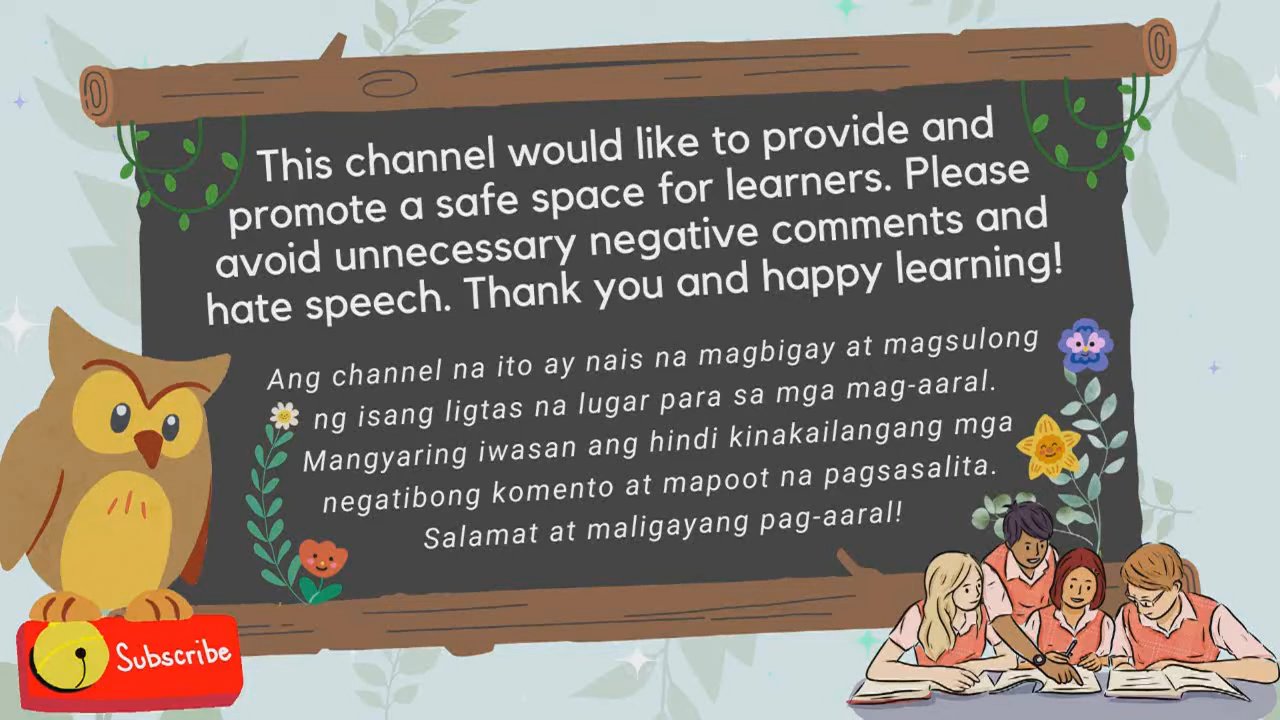 This channel would like to provide and
promote a safe space for learners. Please
avoid unnecessary negative comments and
hate speech. Thank you and happy learning!
Ang channel na ito ay nais na magbigay at magsulong
ng isang ligtas na lugar para sa mga mag-aaral.
Mangyaring iwasan ang hindi kinakailangang mga
negatibong komento at mapoot na pagsasalita.
Salamat at maligayang pag-aaral!
Subscribe